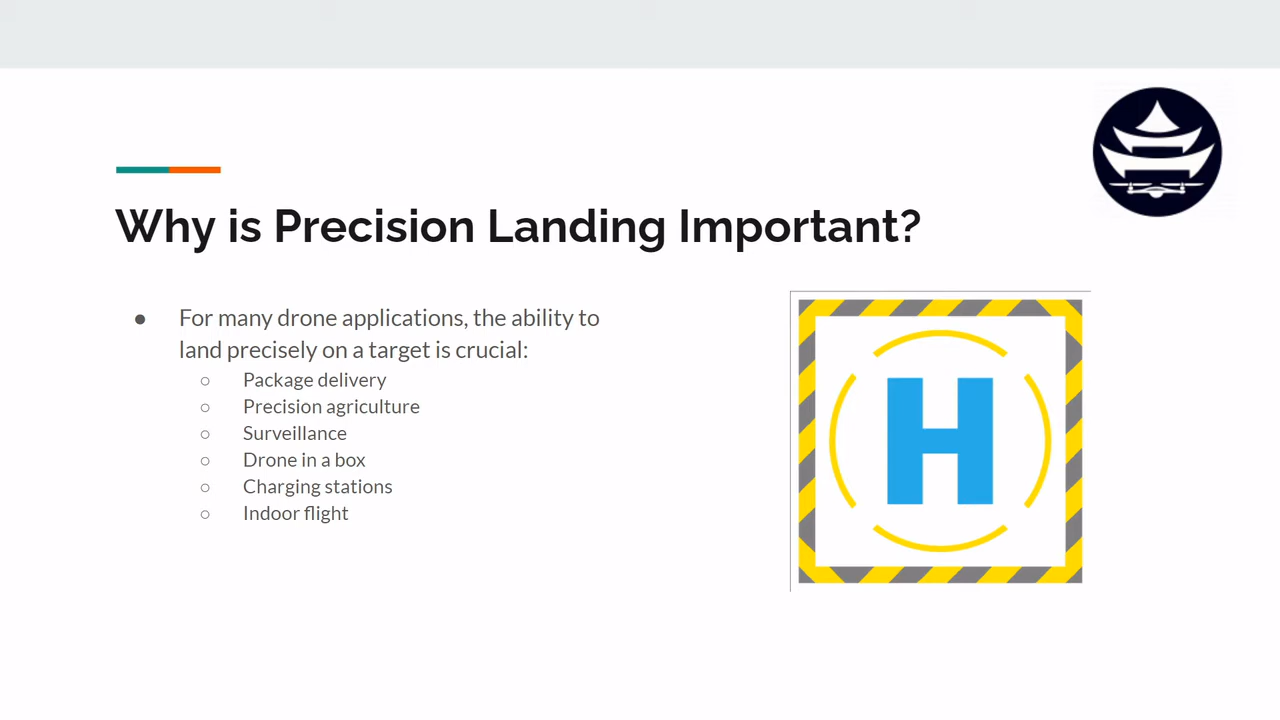 Why is Precision Landing Important?
● For many drone applications, the ability to
land precisely on a target is crucial:
○ Package delivery
○ Precision agriculture
○ Surveillance
○ Drone in a box
○ Charging stations
○ Indoor flight
H